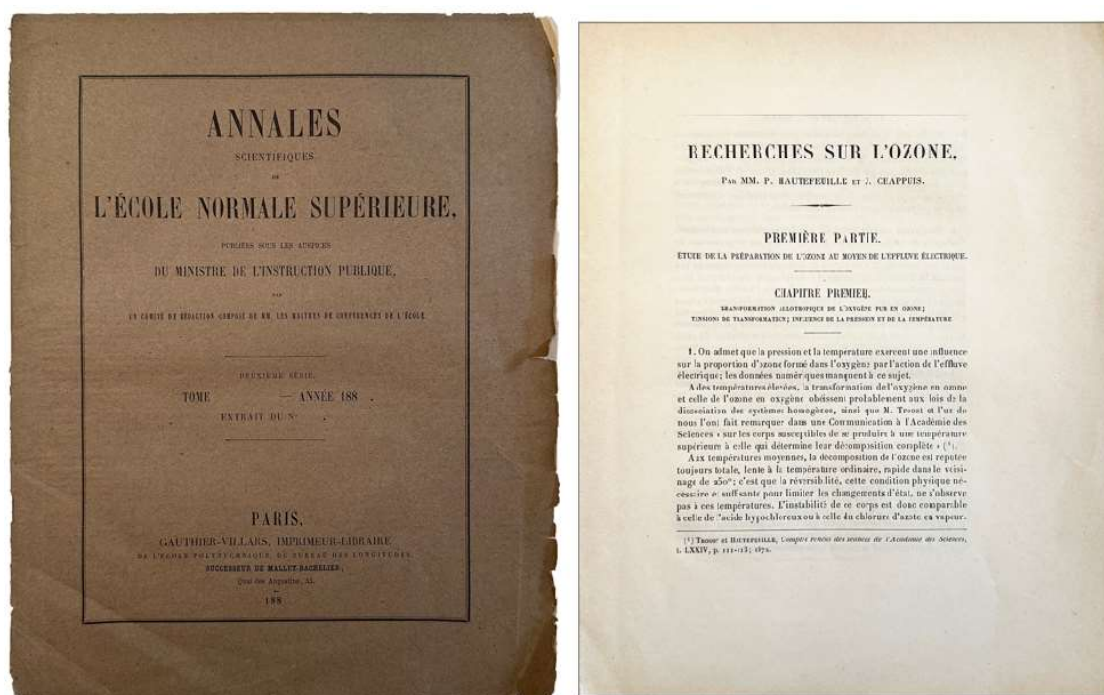 ANNALES
SCIENTIFIQUES
DE
L'ÉCOLE NORMALE SUPÉRIEURE,
PUBLIÉES SOUS LES AUSPICES
DU MINISTRE DE L'INSTRUCTION PUBLIQUE,
PAR
UN COMITÉ DE RÉDACTION COMPOSÉ DE MM. LES MAÎTRES DE CONFÉRENCES DE L'ÉCOLE.
DEUXIÈME SÉRIE.
TOME — ANNÉE 188 .
EXTRAIT DU N° .
PARIS,
GAUTHIER-VILLARS, IMPRIMEUR-LIBRAIRE
DE L'ÉCOLE POLYTECHNIQUE, DU BUREAU DES LONGITUDES,
SUCCESSEUR DE MALLET-BACHELIER,
Quai des Augustins, 55.
188
RECHERCHES SUR L'OZONE,
PAR MM. P. HAUTEFEUILLE ET J. CHAPPUIS.
PREMIÈRE PARTIE.
ÉTUDE DE LA PRÉPARATION DE L'OZONE AU MOYEN DE L'EFFLUVE ÉLECTRIQUE.
CHAPITRE PREMIER.
TRANSFORMATION ALLOTROPIQUE DE L'OXYGÈNE PUR EN OZONE;
TENSIONS DE TRANSFORMATION; INFLUENCE DE LA PRESSION ET DE LA TEMPÉRATURE
1. On admet que la pression et la température exercent une influence
sur la proportion d'ozone formé dans l'oxygène par l'action de l'effluve
électrique; les données numériques manquent à ce sujet.
A des températures élevées, la transformation de l'oxygène en ozone
et celle de l'ozone en oxygène obéissent probablement aux lois de la
dissociation des systèmes homogènes, ainsi que M. Troost et l'un de
nous l'ont fait remarquer dans une Communication à l'Académie des
Sciences « sur les corps susceptibles de se produire à une température
supérieure à celle qui détermine leur décomposition complète » (¹).
Aux températures moyennes, la décomposition de l'ozone est réputée
toujours totale, lente à la température ordinaire, rapide dans le voisi-
nage de 250°; c'est que la réversibilité, cette condition physique né-
cessaire et suffisante pour limiter les changements d'état, ne s'observe
pas à ces températures. L'instabilité de ce corps est donc comparable
à celle de l'acide hypochloreux ou à celle du chlorure d'azote en vapeur.
(¹) TROOST et HAUTEFEUILLE, Comptes rendus des séances de l'Académie des Sciences,
t. LXXIV, p. 111-113; 1872.